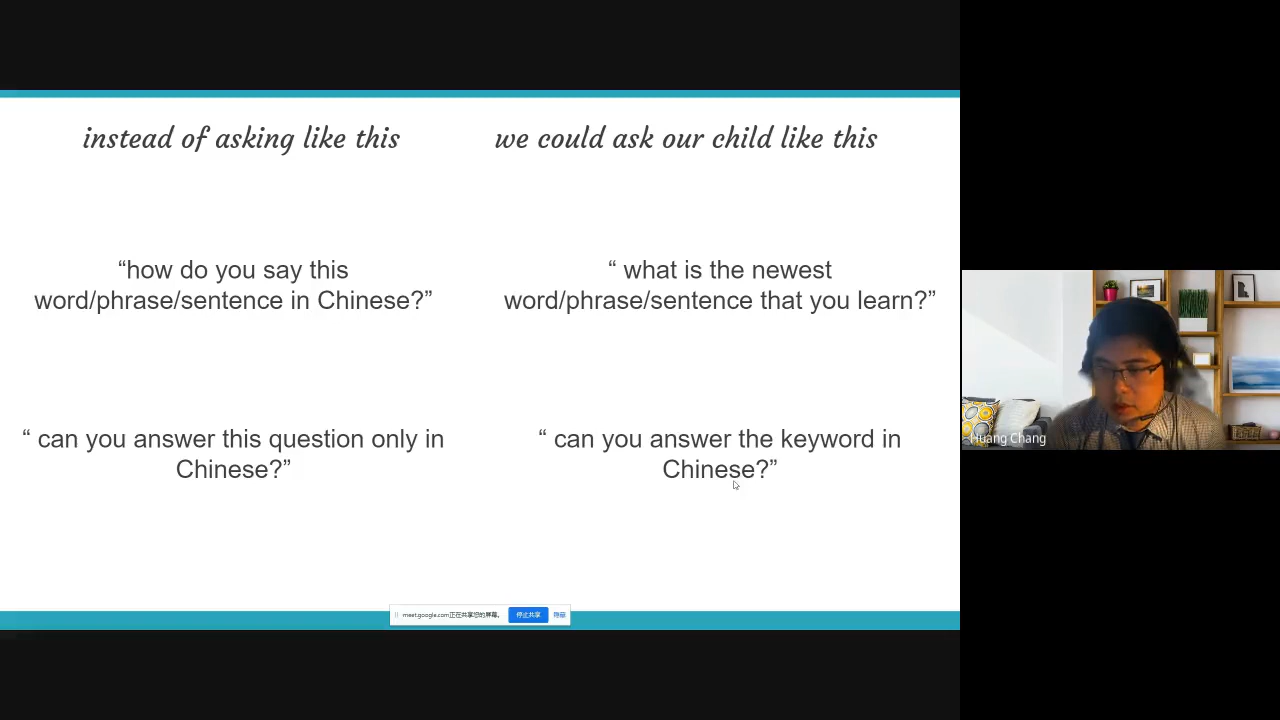 instead of asking like this
we could ask our child like this
“how do you say this
word/phrase/sentence in Chinese?”
“ what is the newest
word/phrase/sentence that you learn?”
“ can you answer this question only in
Chinese?”
“ can you answer the keyword in
Chinese?”
meet.google.com正在共享您的屏幕。
停止共享
隐藏
Huang Chang